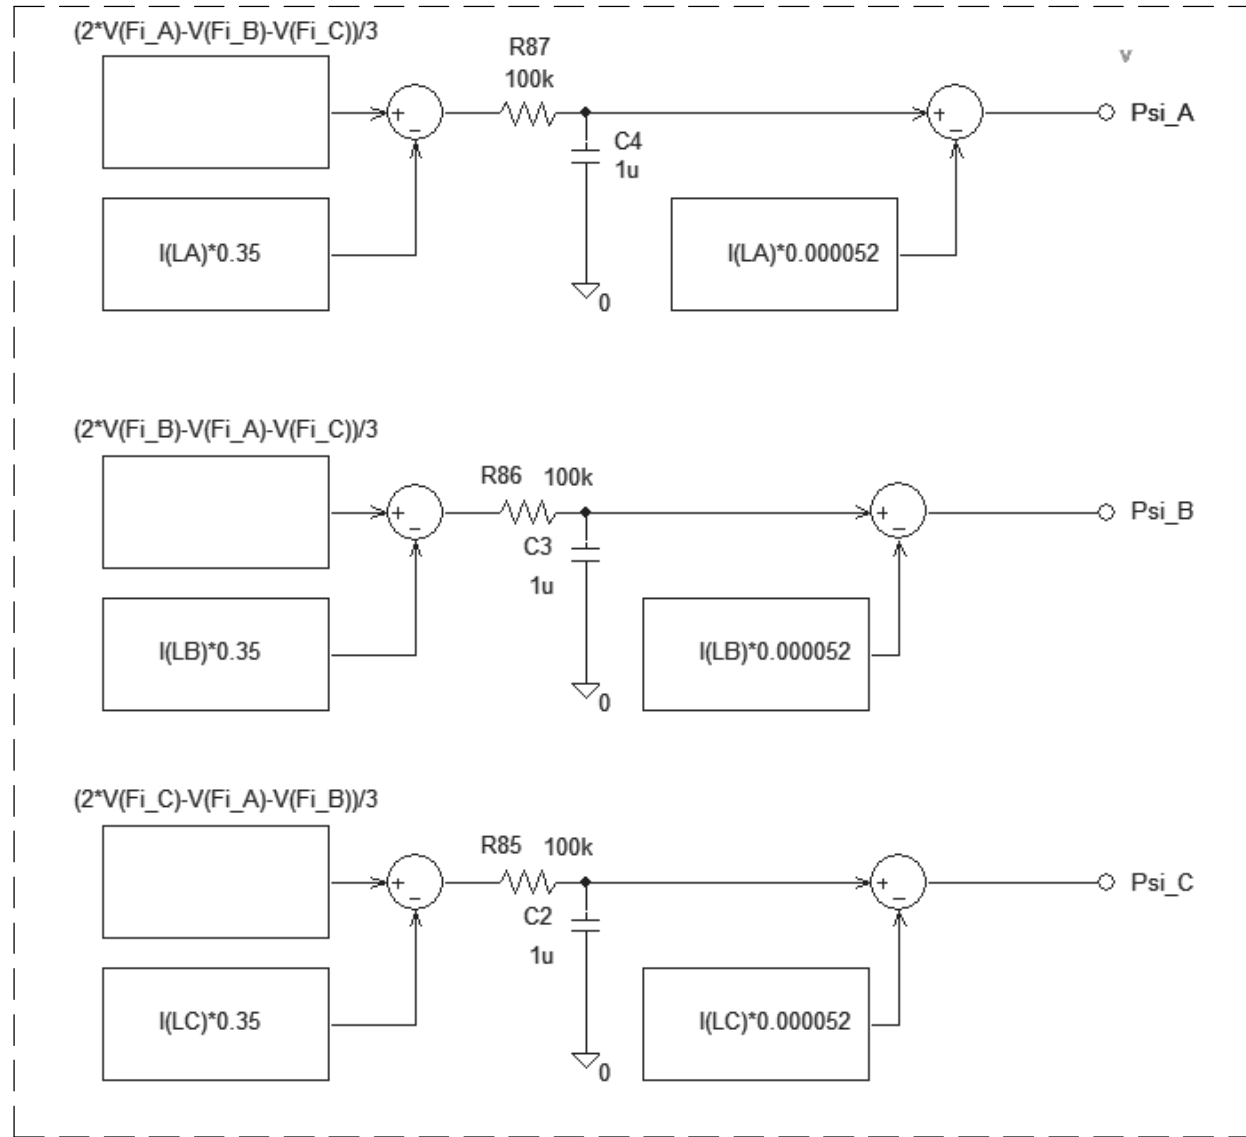 (2*V(Fi_A)-V(Fi_B)-V(Fi_C))/3
R87
100k
v
+
−
+
−
Psi_A
C4
1u
I(LA)*0.35
I(LA)*0.000052
0
(2*V(Fi_B)-V(Fi_A)-V(Fi_C))/3
R86 100k
+
−
+
−
Psi_B
C3
1u
I(LB)*0.35
I(LB)*0.000052
0
(2*V(Fi_C)-V(Fi_A)-V(Fi_B))/3
R85 100k
+
−
+
−
Psi_C
C2
1u
I(LC)*0.35
I(LC)*0.000052
0